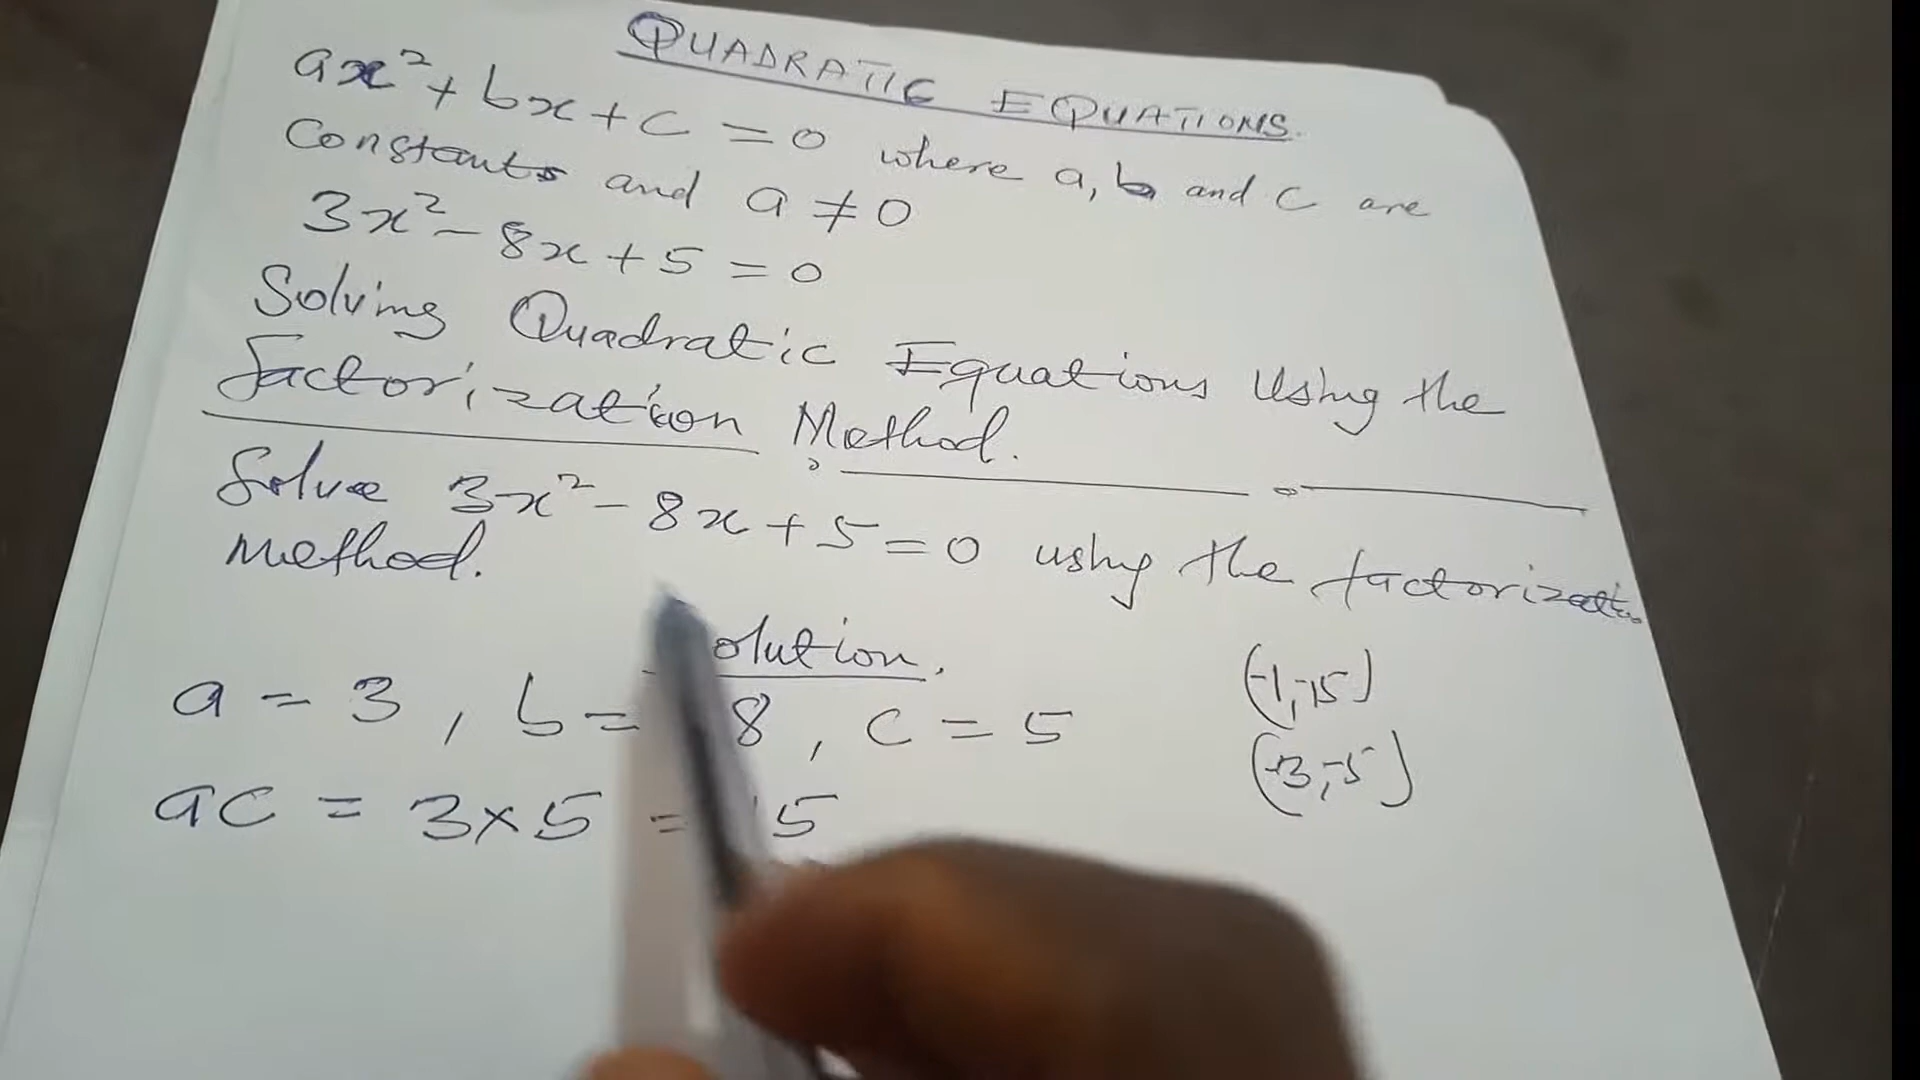 QUADRATIC EQUATIONS.
ax² + bx + c = 0 where a, b and c are
Constants and a ≠ 0
3x² - 8x + 5 = 0
Solving Quadratic Equations Using the
Factorization Method.
Solve 3x² - 8x + 5 = 0 using the
method.
olution.
a = 3, b = 8, c = 5
ac = 3 x 5 = 15
(-1, -15)
(-3, -5)